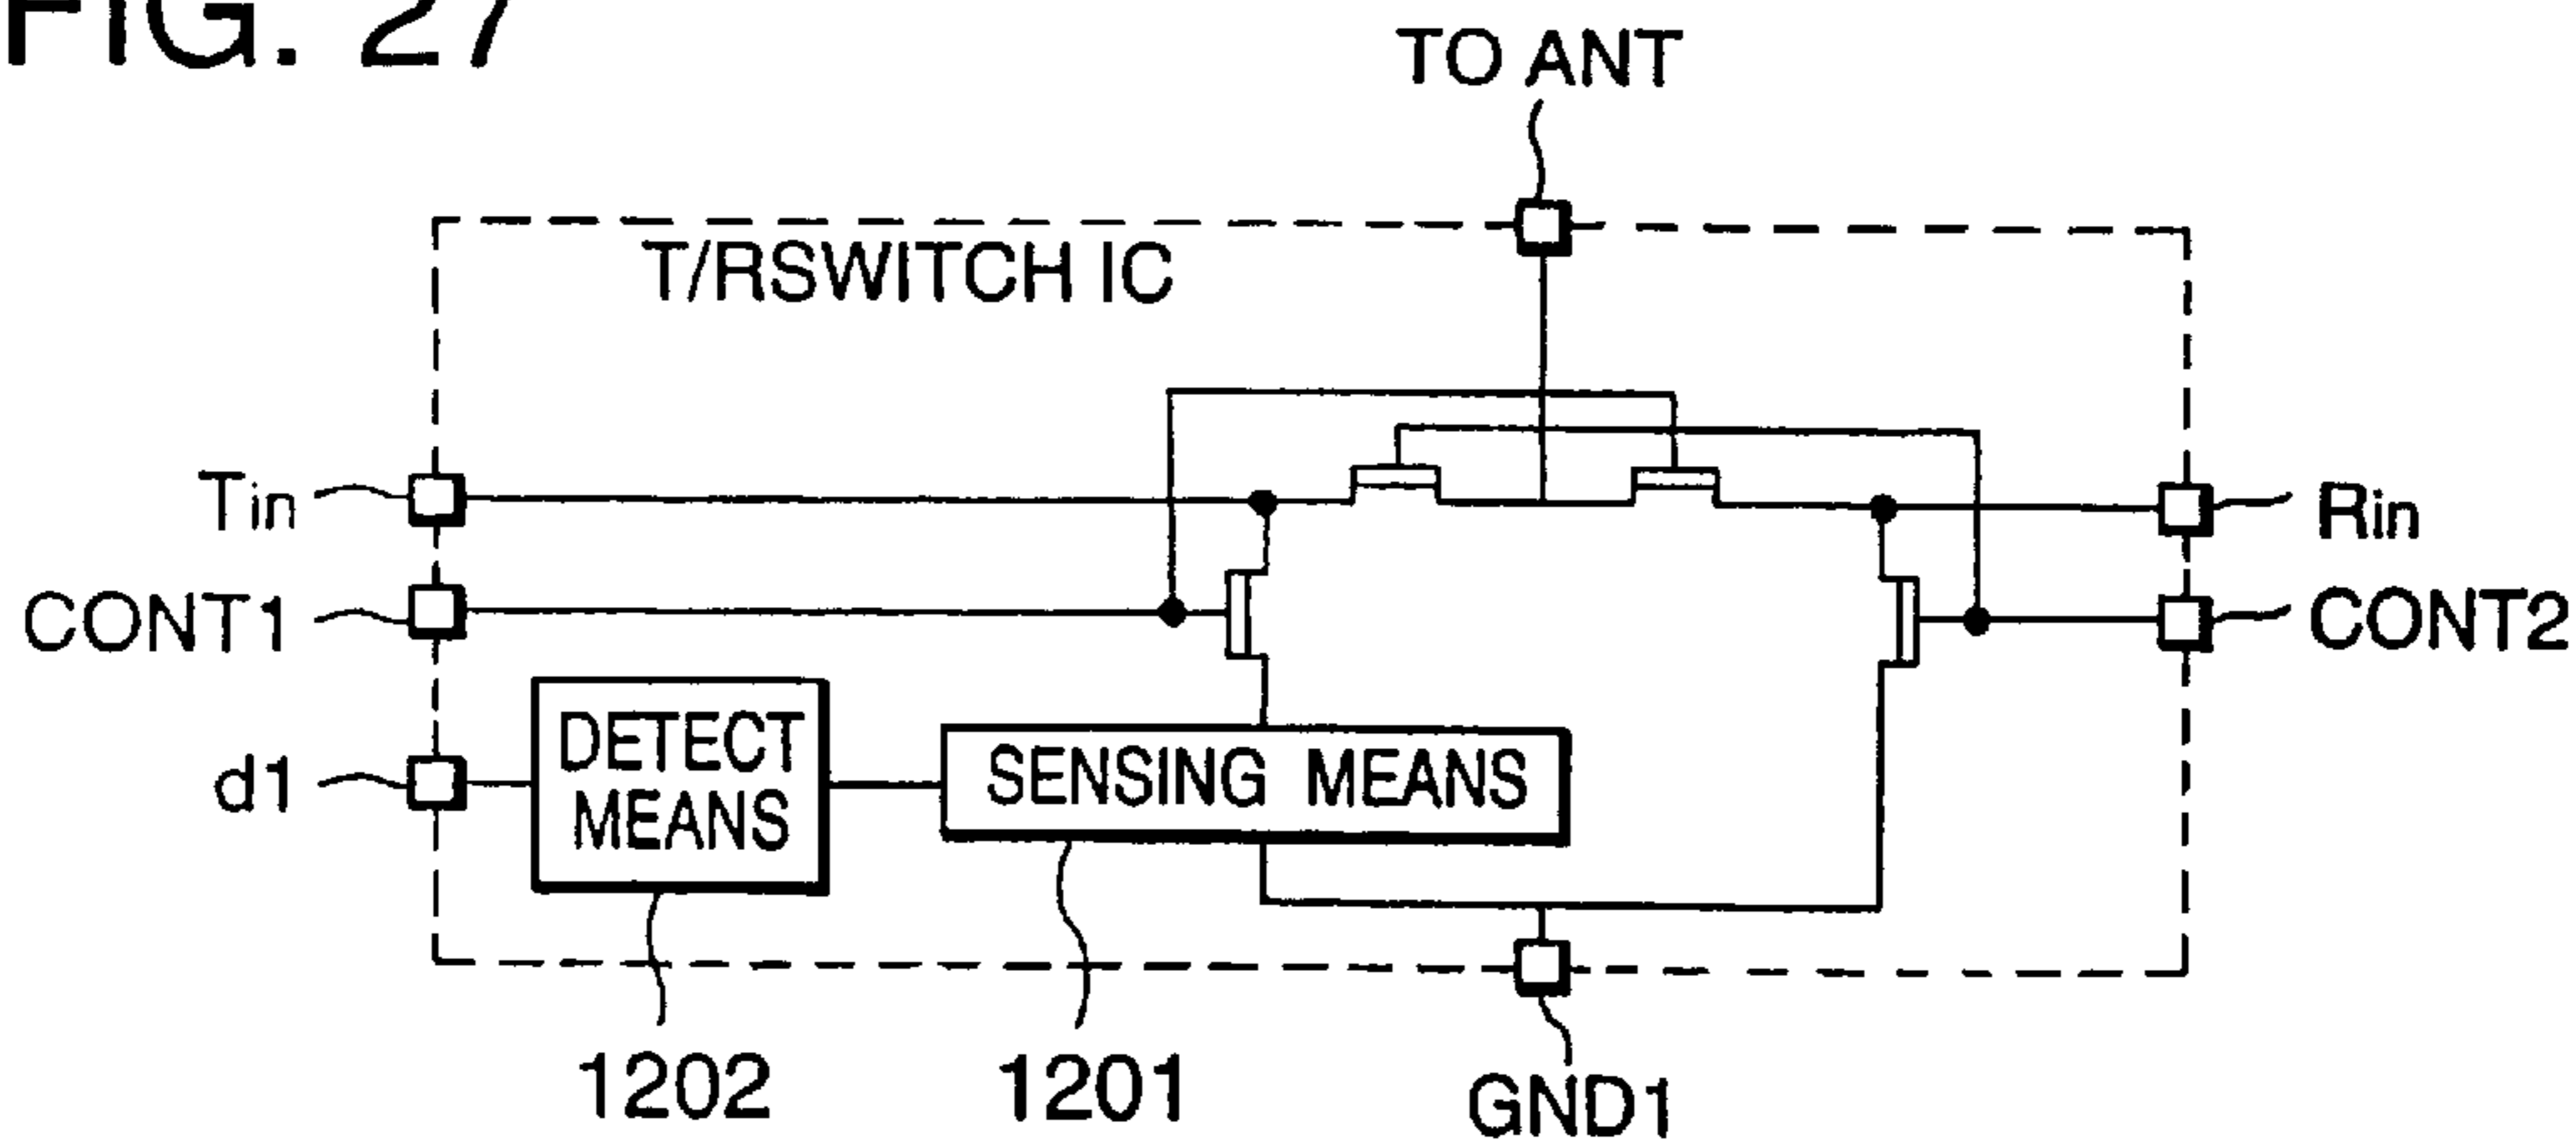 FIG. 27
TO ANT
T/RSWITCH IC
Tin
Rin
CONT1
CONT2
d1
DETECT
MEANS
SENSING MEANS
1202
1201
GND1